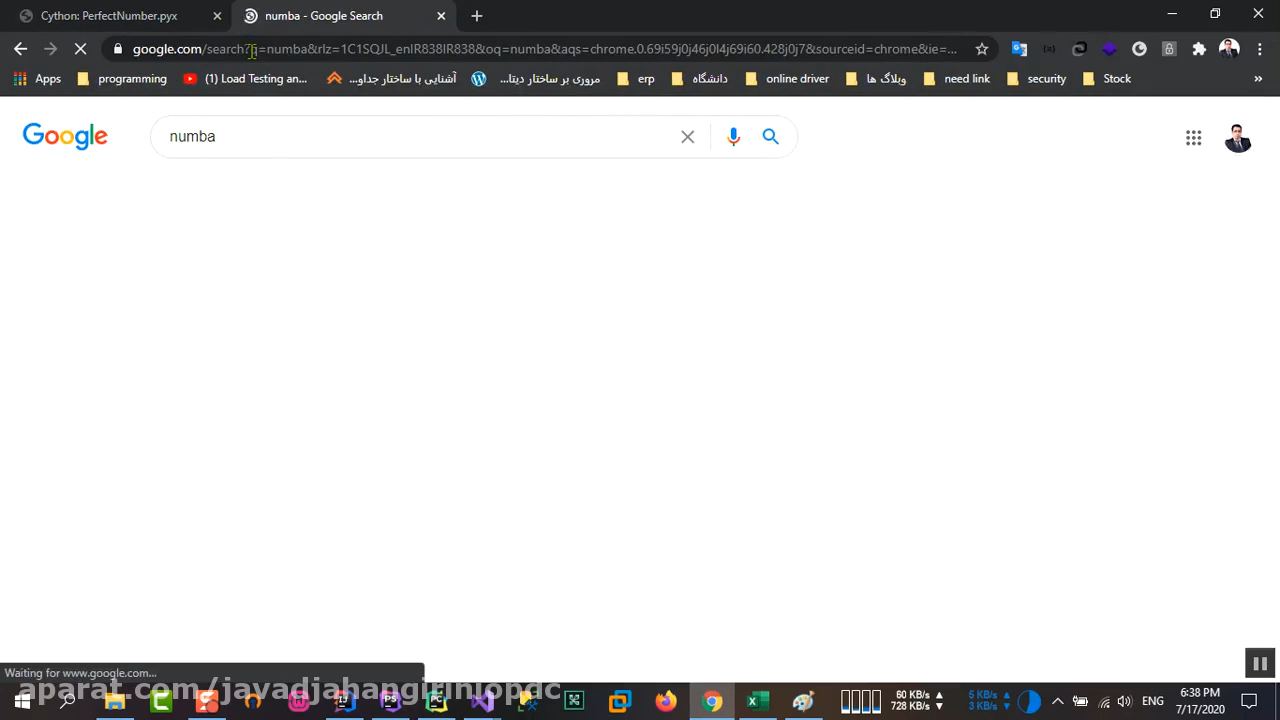 Cython: PerfectNumber.pyx
numba - Google Search
google.com/search?q=numba&rlz=1C1SQJL_enIR838IR838&oq=numba&aqs=chrome.0.69i59j0j46j0l4j69i60.428j0j7&sourceid=chrome&ie=...
Apps programming (1) Load Testing an... آشنایی با ساختار جداو... مروری بر ساختار دیتا... erp دانشگاه online driver وبلاگ ها need link security Stock »
Google numba
Waiting for www.google.com...
aparat.com/javadjahangiriniopdc
60 KB/s
728 KB/s
5 KB/s
3 KB/s
ENG
6:38 PM
7/17/2020